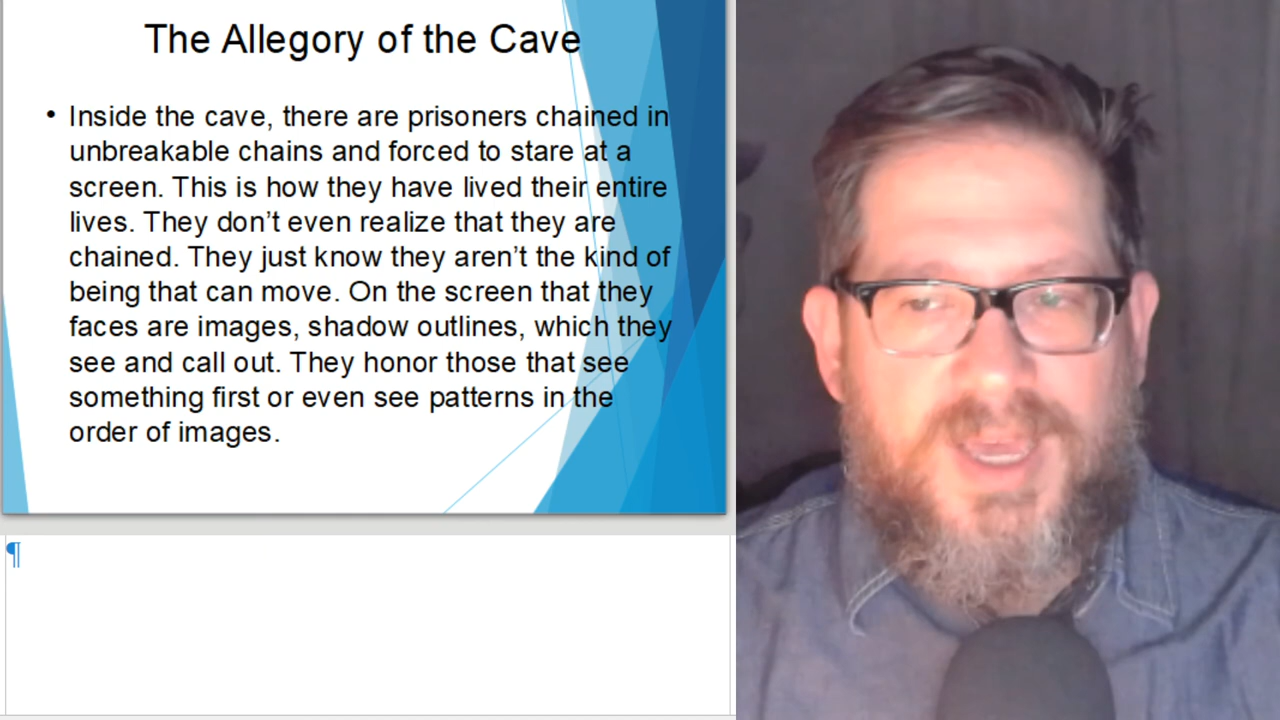 The Allegory of the Cave
• Inside the cave, there are prisoners chained in
unbreakable chains and forced to stare at a
screen. This is how they have lived their entire
lives. They don’t even realize that they are
chained. They just know they aren’t the kind of
being that can move. On the screen that they
faces are images, shadow outlines, which they
see and call out. They honor those that see
something first or even see patterns in the
order of images.
¶